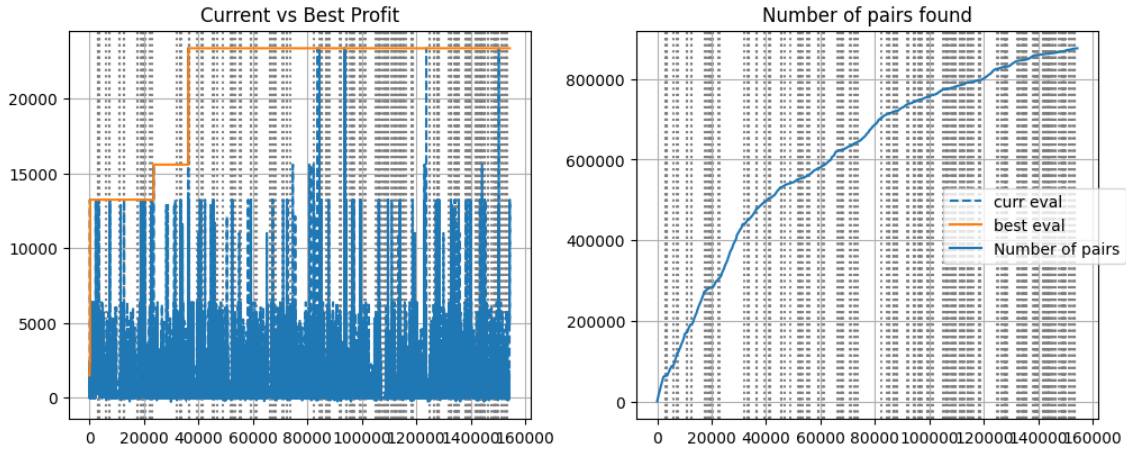 Current vs Best Profit
20000
15000
10000
5000
0
0 20000 40000 60000 80000 100000 120000 140000 160000
Number of pairs found
800000
600000
400000
200000
0
0 20000 40000 60000 80000 100000 120000 140000 160000
curr eval
best eval
Number of pairs